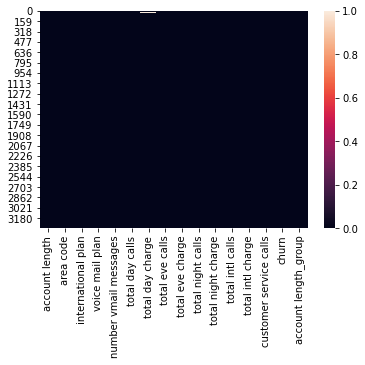 0
159
318
477
636
795
954
1113
1272
1431
1590
1749
1908
2067
2226
2385
2544
2703
2862
3021
3180
account length
area code
international plan
voice mail plan
number vmail messages
total day calls
total day charge
total eve calls
total eve charge
total night calls
total night charge
total intl calls
total intl charge
customer service calls
churn
account length_group
1.0
0.8
0.6
0.4
0.2
0.0